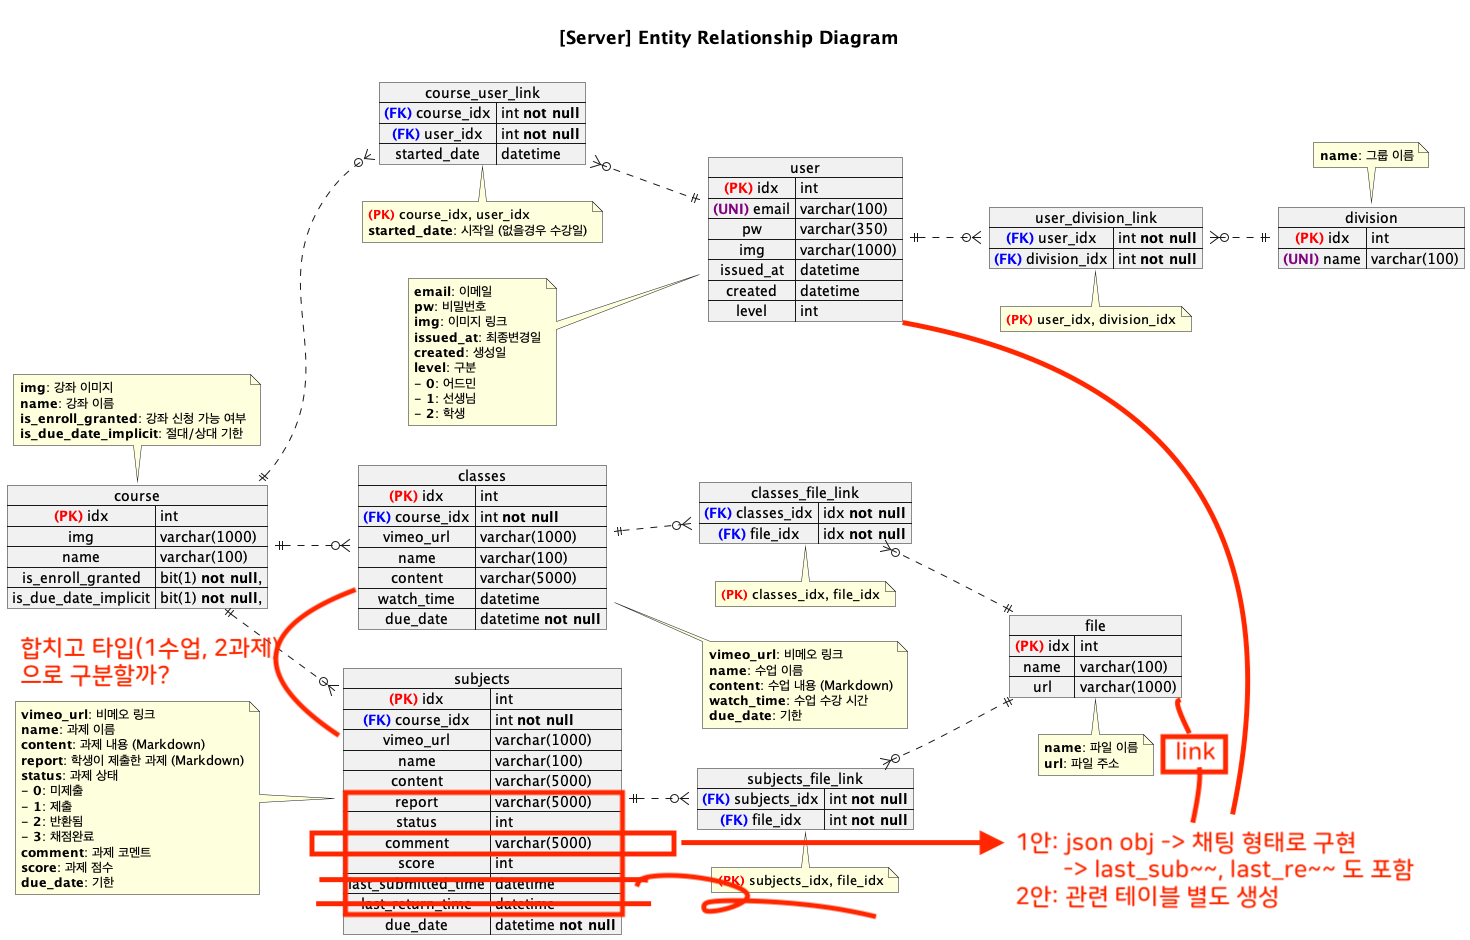 [Server] Entity Relationship Diagram
course_user_link
(FK) course_idx int not null
(FK) user_idx int not null
started_date datetime
(PK) course_idx, user_idx
started_date: 시작일 (없을경우 수강일)
user
(PK) idx int
(UNI) email varchar(100)
pw varchar(350)
img varchar(1000)
issued_at datetime
created datetime
level int
email: 이메일
pw: 비밀번호
img: 이미지 링크
issued_at: 최종변경일
created: 생성일
level: 구분
- 0: 어드민
- 1: 선생님
- 2: 학생
user_division_link
(FK) user_idx int not null
(FK) division_idx int not null
(PK) user_idx, division_idx
name: 그룹 이름
division
(PK) idx int
(UNI) name varchar(100)
img: 강좌 이미지
name: 강좌 이름
is_enroll_granted: 강좌 신청 가능 여부
is_due_date_implicit: 절대/상대 기한
course
(PK) idx int
img varchar(1000)
name varchar(100)
is_enroll_granted bit(1) not null,
is_due_date_implicit bit(1) not null,
classes
(PK) idx int
(FK) course_idx int not null
vimeo_url varchar(1000)
name varchar(100)
content varchar(5000)
watch_time datetime
due_date datetime not null
classes_file_link
(FK) classes_idx idx not null
(FK) file_idx idx not null
(PK) classes_idx, file_idx
vimeo_url: 비메오 링크
name: 수업 이름
content: 수업 내용 (Markdown)
watch_time: 수업 수강 시간
due_date: 기한
file
(PK) idx int
name varchar(100)
url varchar(1000)
name: 파일 이름
url: 파일 주소
link
합치고 타입(1수업, 2과제)
으로 구분할까?
vimeo_url: 비메오 링크
name: 과제 이름
content: 과제 내용 (Markdown)
report: 학생이 제출한 과제 (Markdown)
status: 과제 상태
- 0: 미제출
- 1: 제출
- 2: 반환됨
- 3: 채점완료
comment: 과제 코멘트
score: 과제 점수
due_date: 기한
subjects
(PK) idx int
(FK) course_idx int not null
vimeo_url varchar(1000)
name varchar(100)
content varchar(5000)
report varchar(5000)
status int
comment varchar(5000)
score int
last_submitted_time datetime
last_return_time datetime
due_date datetime not null
subjects_file_link
(FK) subjects_idx int not null
(FK) file_idx int not null
(PK) subjects_idx, file_idx
1안: json obj -> 채팅 형태로 구현
-> last_sub~~, last_re~~ 도 포함
2안: 관련 테이블 별도 생성